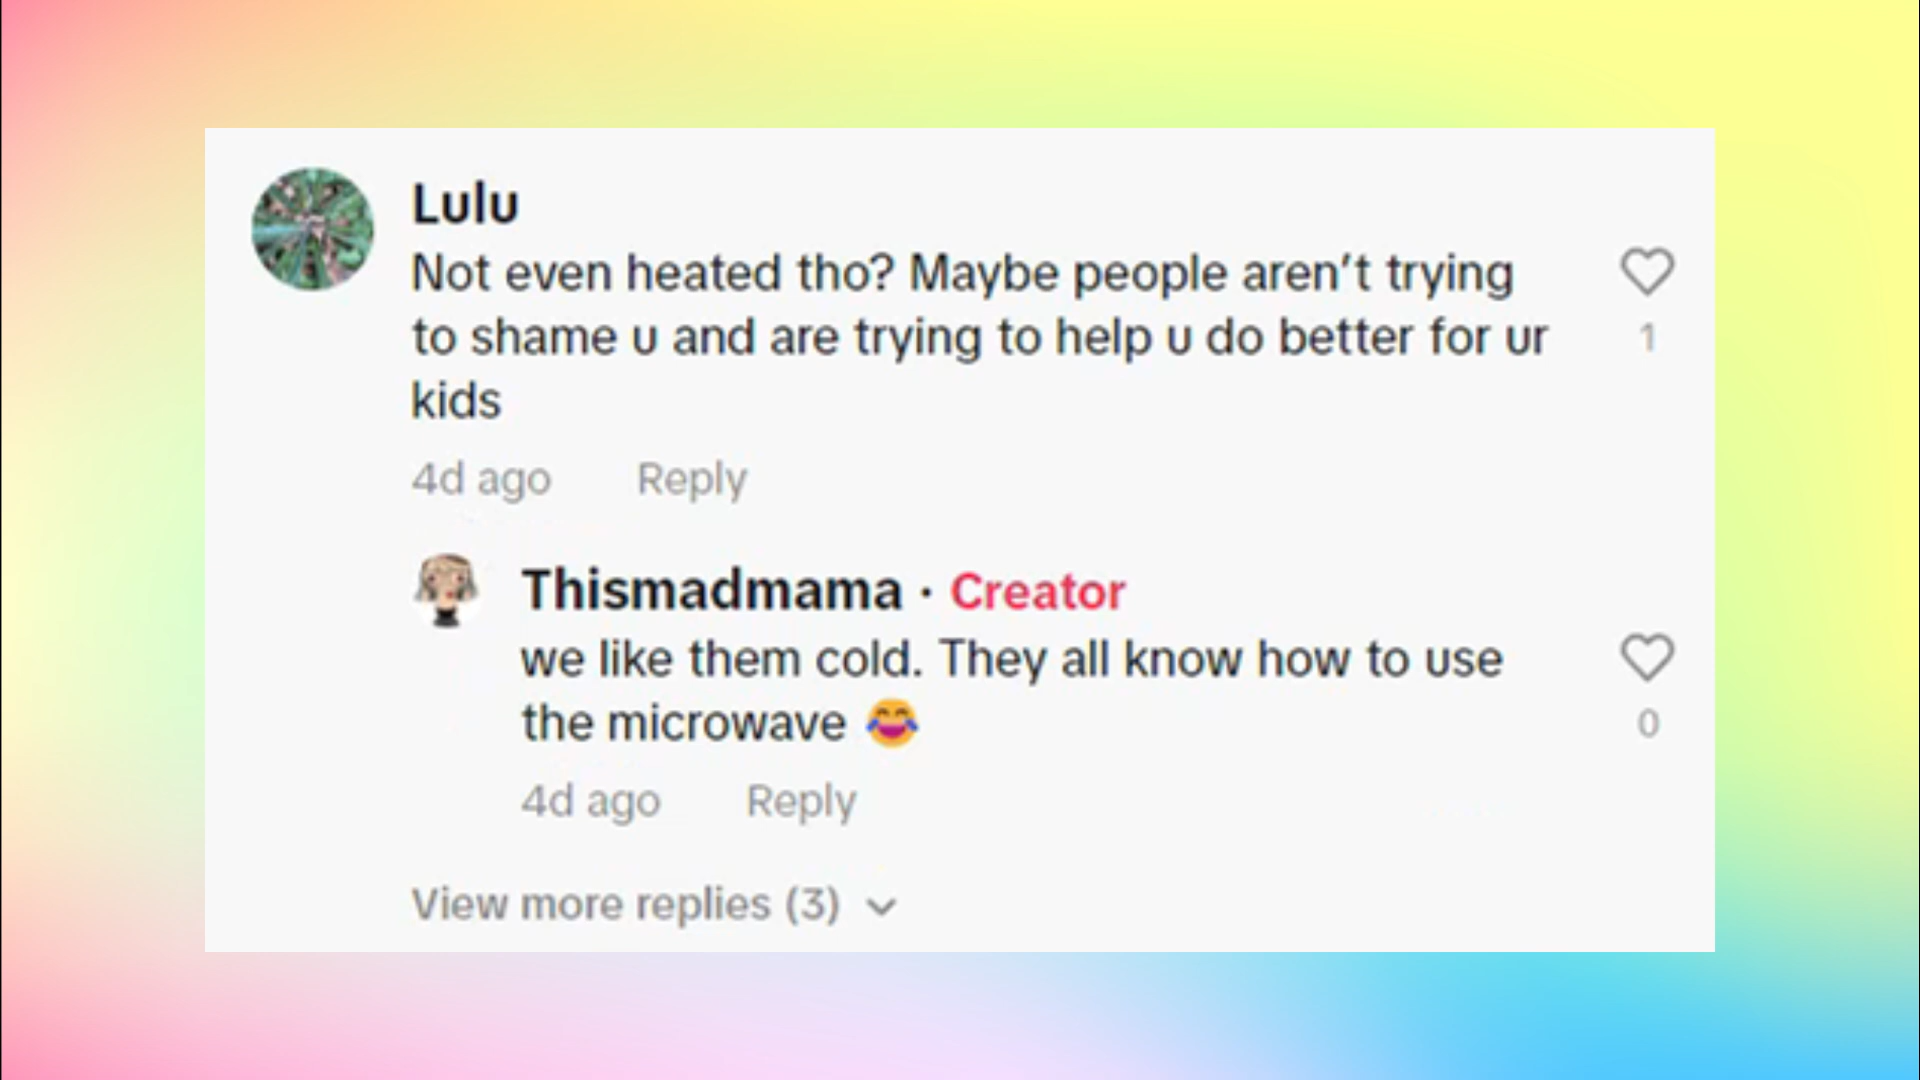 Lulu
Not even heated tho? Maybe people aren’t trying
to shame u and are trying to help u do better for ur
kids
1
4d ago Reply
Thismadmama · Creator
we like them cold. They all know how to use
the microwave 😂
0
4d ago Reply
View more replies (3)